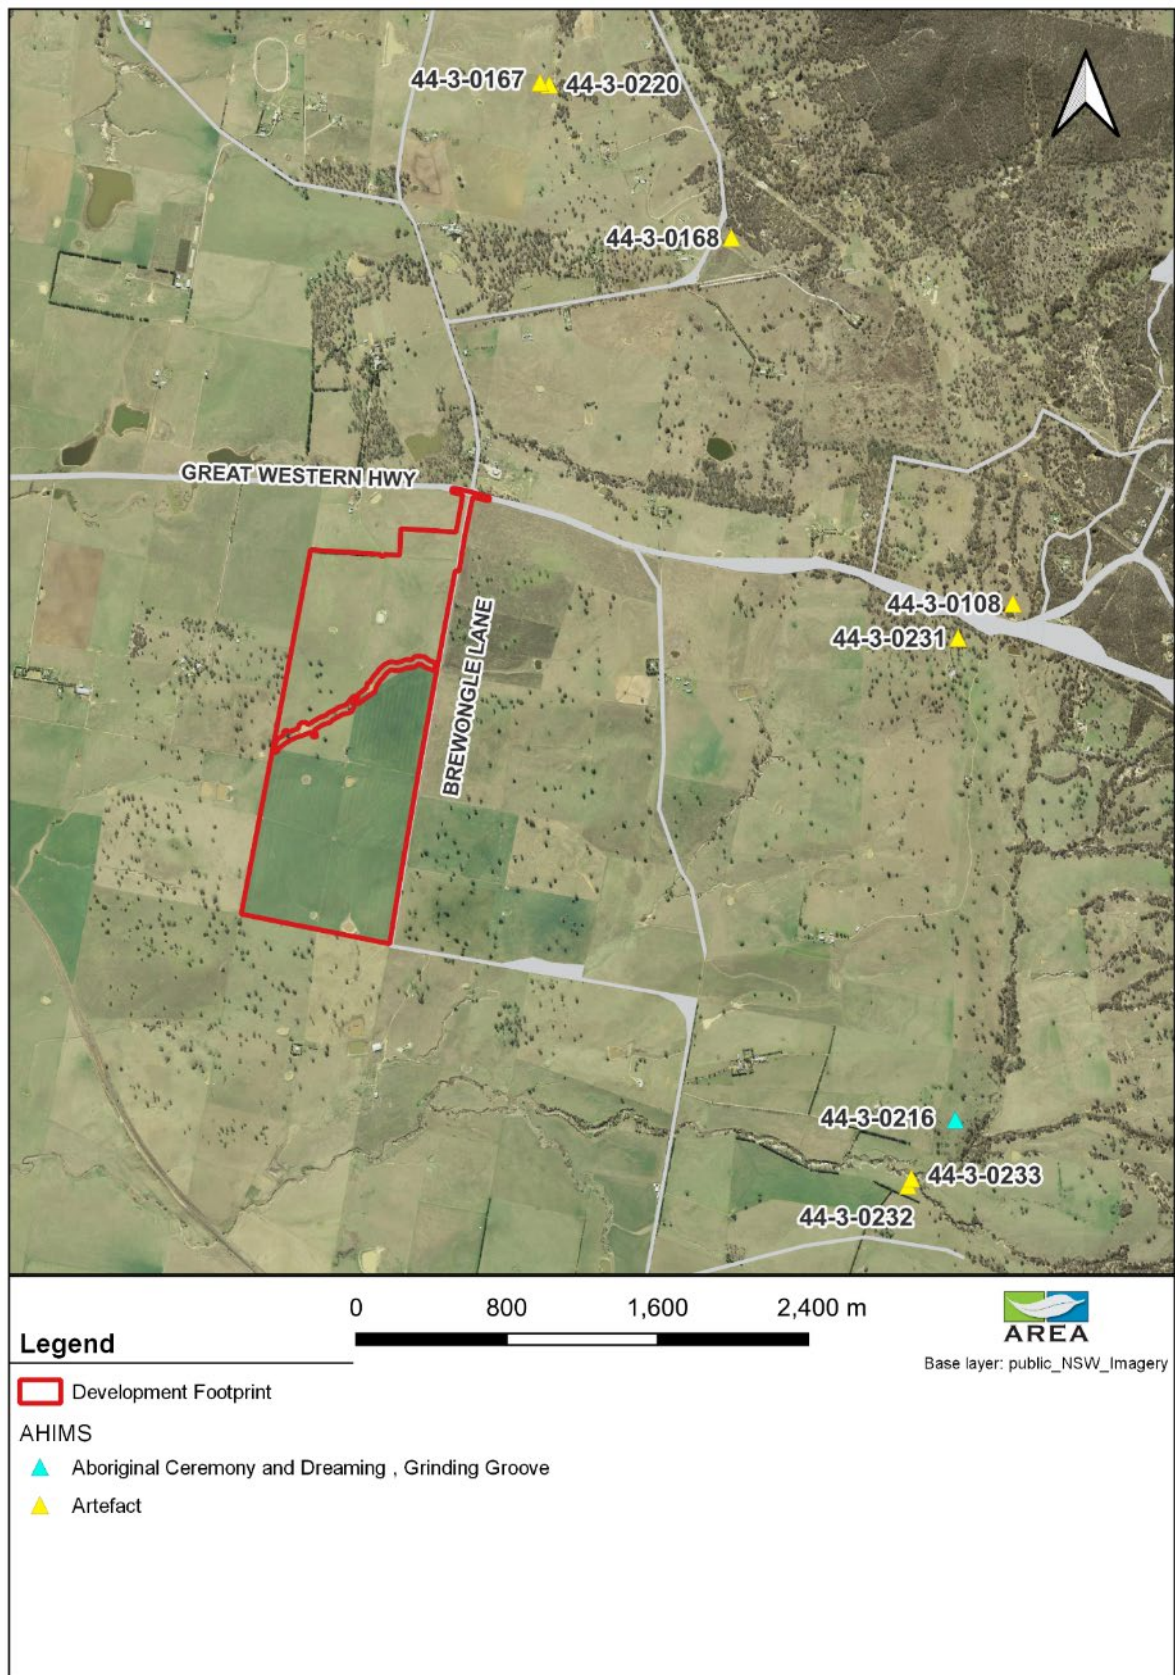 44-3-0167
44-3-0220
44-3-0168
GREAT WESTERN HWY
BREWONGLE LANE
44-3-0108
44-3-0231
44-3-0216
44-3-0233
44-3-0232
0 800 1,600 2,400 m
Legend
AREA
Base layer: public_NSW_Imagery
Development Footprint
AHIMS
Aboriginal Ceremony and Dreaming , Grinding Groove
Artefact